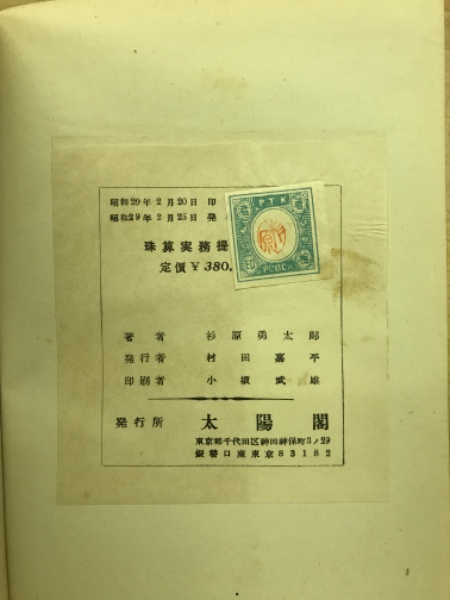 昭和29年2月20日 印
昭和29年2月25日 発
珠算実務提
定価¥380.
P.T.K
著者 杉原勇太郎
発行者 村田嘉平
印刷者 小坂武雄
発行所 太陽閣
東京都千代田区神田神保町3ノ29
振替口座東京83182